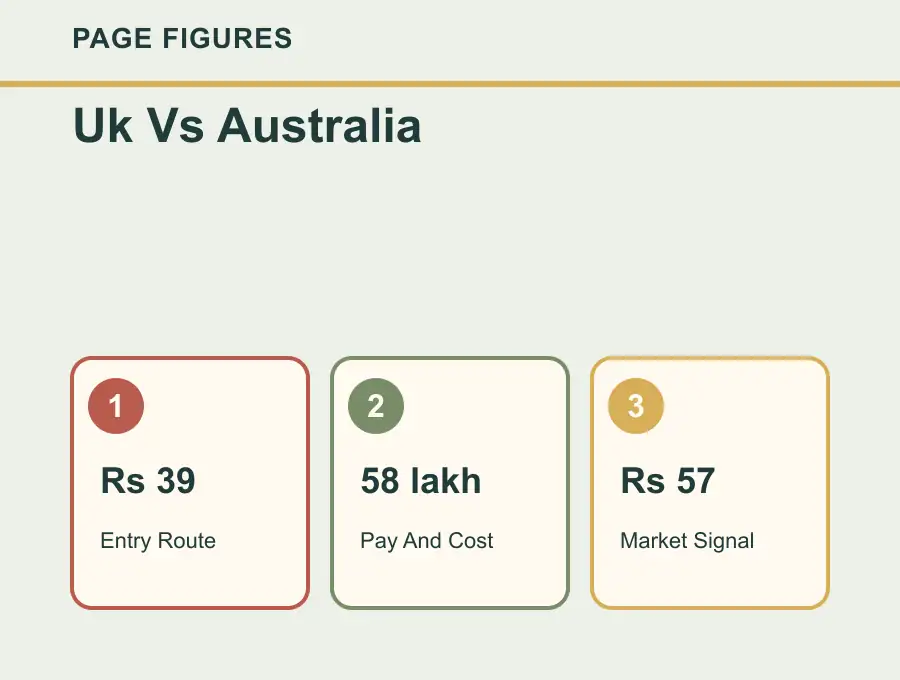 PAGE FIGURES
Uk Vs Australia
1
Rs 39
Entry Route
2
58 lakh
Pay And Cost
3
Rs 57
Market Signal